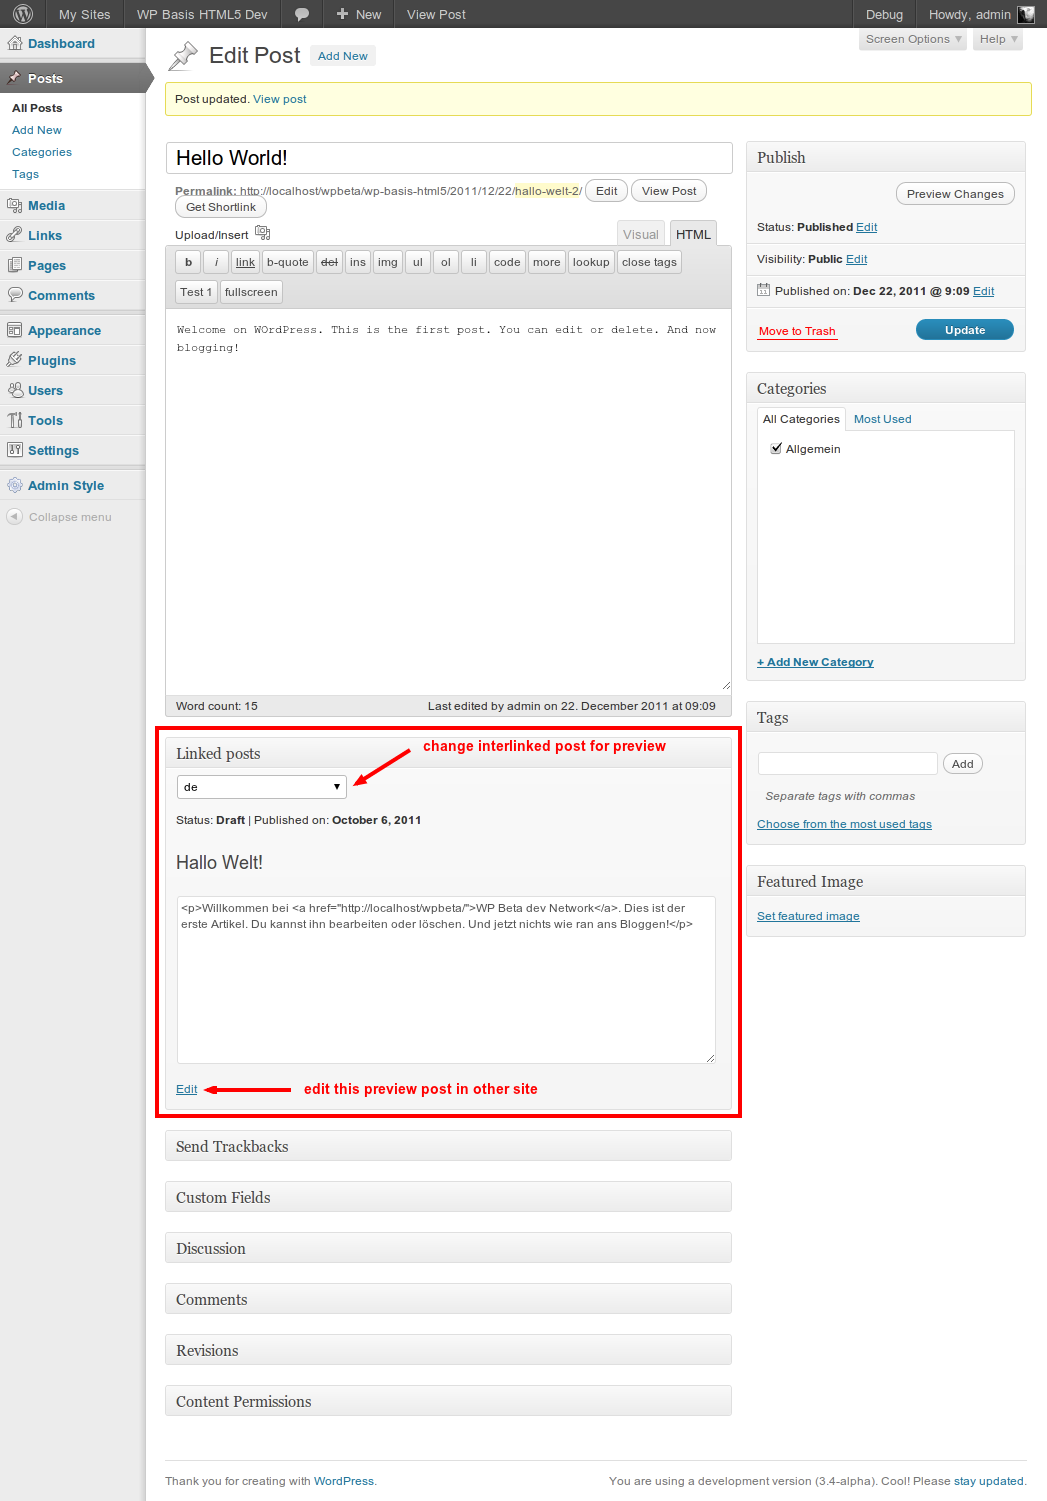 My Sites WP Basis HTML5 Dev New View Post Debug Howdy, admin
Dashboard
Posts
All Posts
Add New
Categories
Tags
Media
Links
Pages
Comments
Appearance
Plugins
Users
Tools
Settings
Admin Style
Collapse menu
Screen Options Help
Edit Post Add New
Post updated. View post
Hello World!
Permalink: http://localhost/wpbeta/wp-basis-html5/2011/12/22/hallo-welt-2/ Edit View Post
Get Shortlink
Upload/Insert Visual HTML
b i link b-quote del ins img ul ol li code more lookup close tags
Test 1 fullscreen
Welcome on WOrdPress. This is the first post. You can edit or delete. And now
blogging!
Word count: 15 Last edited by admin on 22. December 2011 at 09:09
Linked posts
change interlinked post for preview
de
Status: Draft | Published on: October 6, 2011
Hallo Welt!
<p>Willkommen bei <a href="http://localhost/wpbeta/">WP Beta dev Network</a>. Dies ist der
erste Artikel. Du kannst ihn bearbeiten oder löschen. Und jetzt nichts wie ran ans Bloggen!</p>
Edit edit this preview post in other site
Send Trackbacks
Custom Fields
Discussion
Comments
Revisions
Content Permissions
Publish
Preview Changes
Status: Published Edit
Visibility: Public Edit
11 Published on: Dec 22, 2011 @ 9:09 Edit
Move to Trash Update
Categories
All Categories Most Used
Allgemein
+ Add New Category
Tags
Add
Separate tags with commas
Choose from the most used tags
Featured Image
Set featured image
Thank you for creating with WordPress. You are using a development version (3.4-alpha). Cool! Please stay updated.